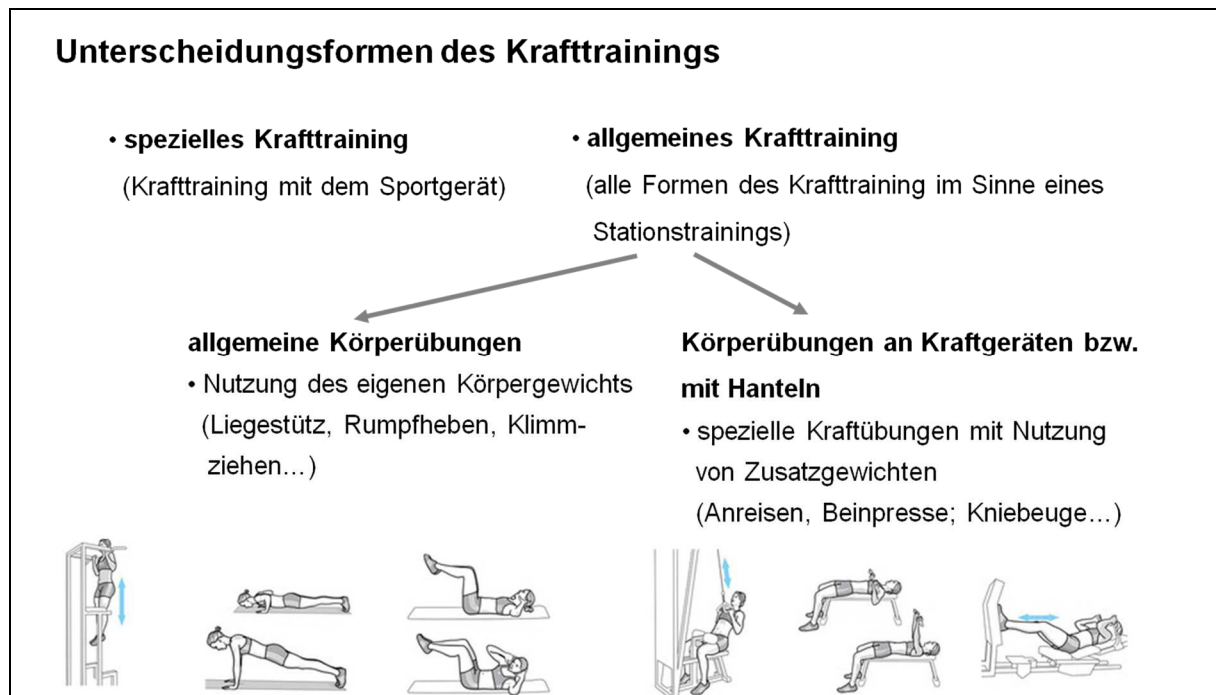 Unterscheidungsformen des Krafttrainings
• spezielles Krafttraining
(Krafttraining mit dem Sportgerät)
• allgemeines Krafttraining
(alle Formen des Krafttraining im Sinne eines
Stationstrainings)
allgemeine Körperübungen
• Nutzung des eigenen Körpergewichts
(Liegestütz, Rumpfheben, Klimm-
ziehen...)
Körperübungen an Kraftgeräten bzw.
mit Hanteln
• spezielle Kraftübungen mit Nutzung
von Zusatzgewichten
(Anreisen, Beinpresse; Kniebeuge...)